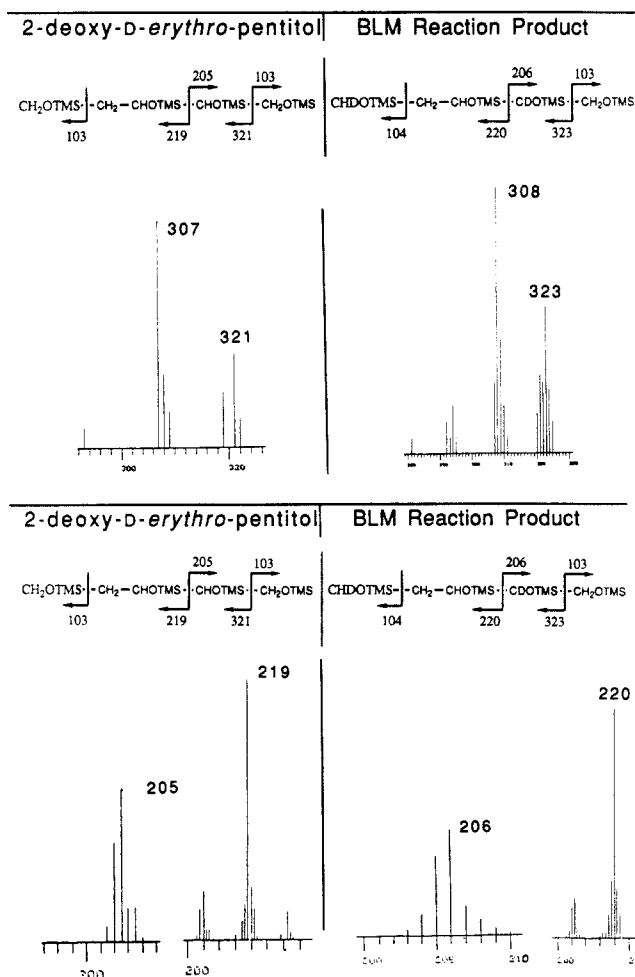 2-deoxy-D-erythro-pentitol BLM Reaction Product
205 103 206 103
CH2OTMS CH2-CHOTMS CHOTMS CH2OTMS CHDOTMS CH2-CHOTMS CDOTMS CH2OTMS
103 219 321 104 220 323
307 308
321 323
200 220
2-deoxy-D-erythro-pentitol BLM Reaction Product
205 103 206 103
CH2OTMS CH2-CHOTMS CHOTMS CH2OTMS CHDOTMS CH2-CHOTMS CDOTMS CH2OTMS
103 219 321 104 220 323
219 220
205 206
200 200 200 205 210 200